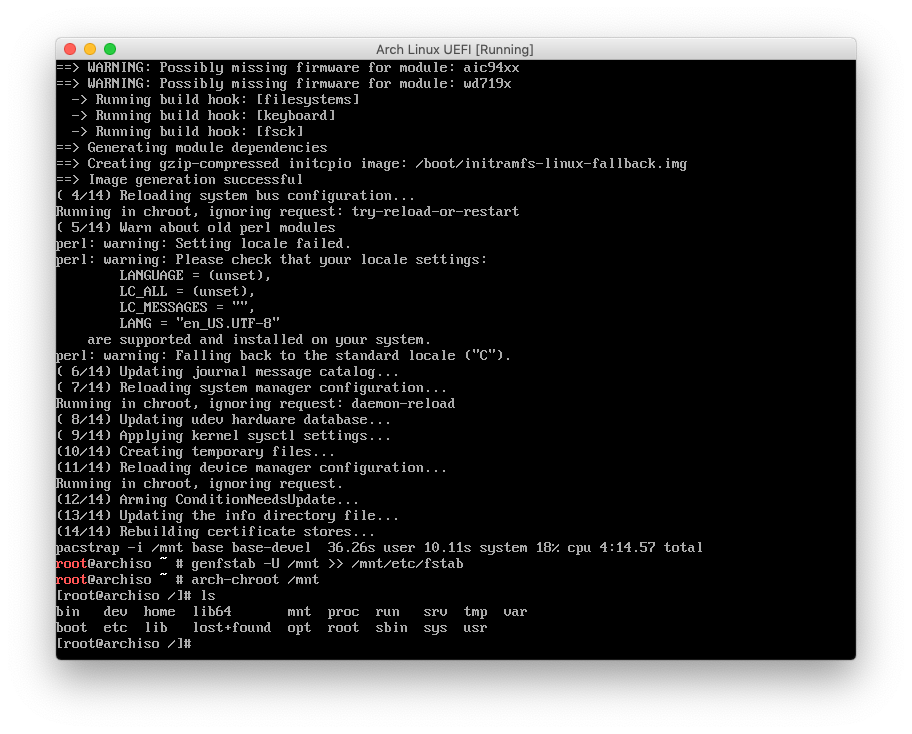 Arch Linux UEFI [Running]
==> WARNING: Possibly missing firmware for module: aic94xx
==> WARNING: Possibly missing firmware for module: wd719x
  -> Running build hook: [filesystems]
  -> Running build hook: [keyboard]
  -> Running build hook: [fsck]
==> Generating module dependencies
==> Creating gzip-compressed initcpio image: /boot/initramfs-linux-fallback.img
==> Image generation successful
( 4/14) Reloading system bus configuration...
Running in chroot, ignoring request: try-reload-or-restart
( 5/14) Warn about old perl modules
perl: warning: Setting locale failed.
perl: warning: Please check that your locale settings:
        LANGUAGE = (unset),
        LC_ALL = (unset),
        LC_MESSAGES = "",
        LANG = "en_US.UTF-8"
    are supported and installed on your system.
perl: warning: Falling back to the standard locale ("C").
( 6/14) Updating journal message catalog...
( 7/14) Reloading system manager configuration...
Running in chroot, ignoring request: daemon-reload
( 8/14) Updating udev hardware database...
( 9/14) Applying kernel sysctl settings...
(10/14) Creating temporary files...
(11/14) Reloading device manager configuration...
Running in chroot, ignoring request.
(12/14) Arming ConditionNeedsUpdate...
(13/14) Updating the info directory file...
(14/14) Rebuilding certificate stores...
pacstrap -i /mnt base base-devel  36.26s user 10.11s system 18% cpu 4:14.57 total
root@archiso ~ # genfstab -U /mnt >> /mnt/etc/fstab
root@archiso ~ # arch-chroot /mnt
[root@archiso /]# ls
bin   dev  home  lib64       mnt  proc  run   srv  tmp  var
boot  etc  lib   lost+found  opt  root  sbin  sys  usr
[root@archiso /]#